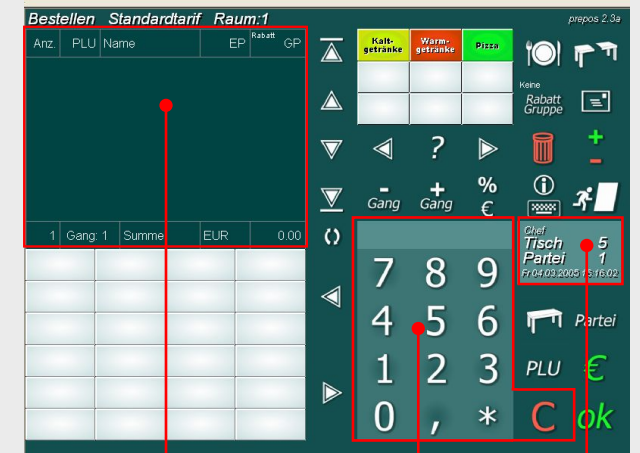 Bestellen Standardtarif Raum:1
prepos 2.3a
Anz. PLU Name EP Rabatt GP
Kalt-
getränke
Warm-
getränke
Pizza
Keine
Rabatt
Gruppe
?
+
-
-
Gang
+
Gang
%
€
1 Gang: 1 Summe EUR 0.00
Chef
Tisch 5
Partei 1
Fr 04.03.2005 15:16:02
7 8 9
4 5 6
Partei
1 2 3
PLU €
0 , *
C ok